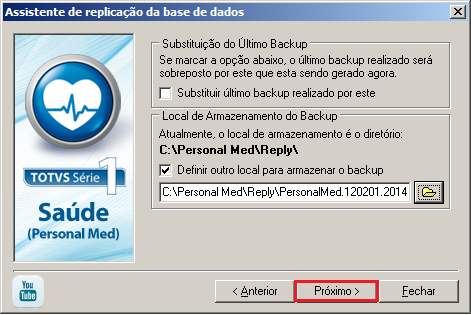 Assistente de replicação da base de dados
Substituição do Último Backup
Se marcar a opção abaixo, o último backup realizado será
sobreposto por este que esta sendo gerado agora.
Substituir último backup realizado por este
Local de Armazenamento do Backup
Atualmente, o local de armazenamento é o diretório:
C:\Personal Med\Reply\
Definir outro local para armazenar o backup
C:\Personal Med\Reply\PersonalMed.120201.2014
TOTVS Série 1
Saúde
(Personal Med)
You
Tube
< Anterior
Próximo >
Fechar